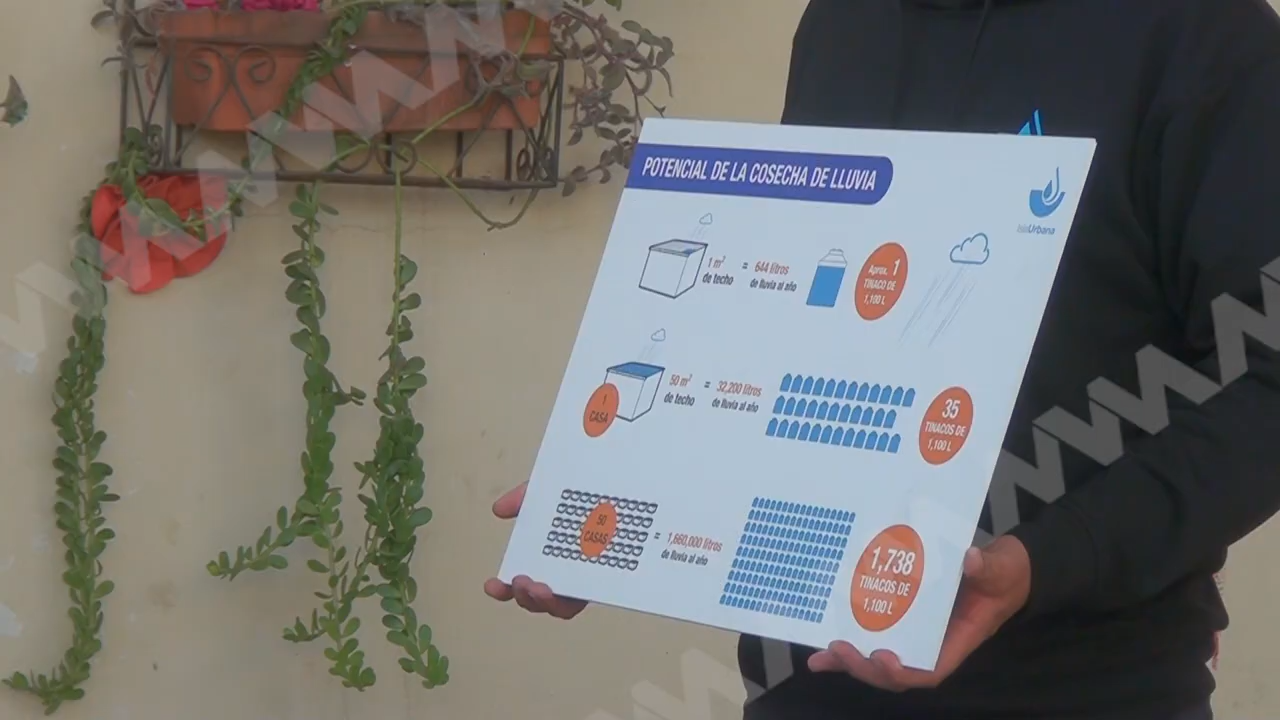 POTENCIAL DE LA COSECHA DE LLUVIA
IslaUrbana
1 m²
de techo
=
644 litros
de lluvia al año
Aprox. 1
TINACO DE
1,100 L
1
CASA
50 m²
de techo
=
32,200 litros
de lluvia al año
35
TINACOS DE
1,100 L
50
CASAS
=
1,660,000 litros
de lluvia al año
1,738
TINACOS DE
1,100 L